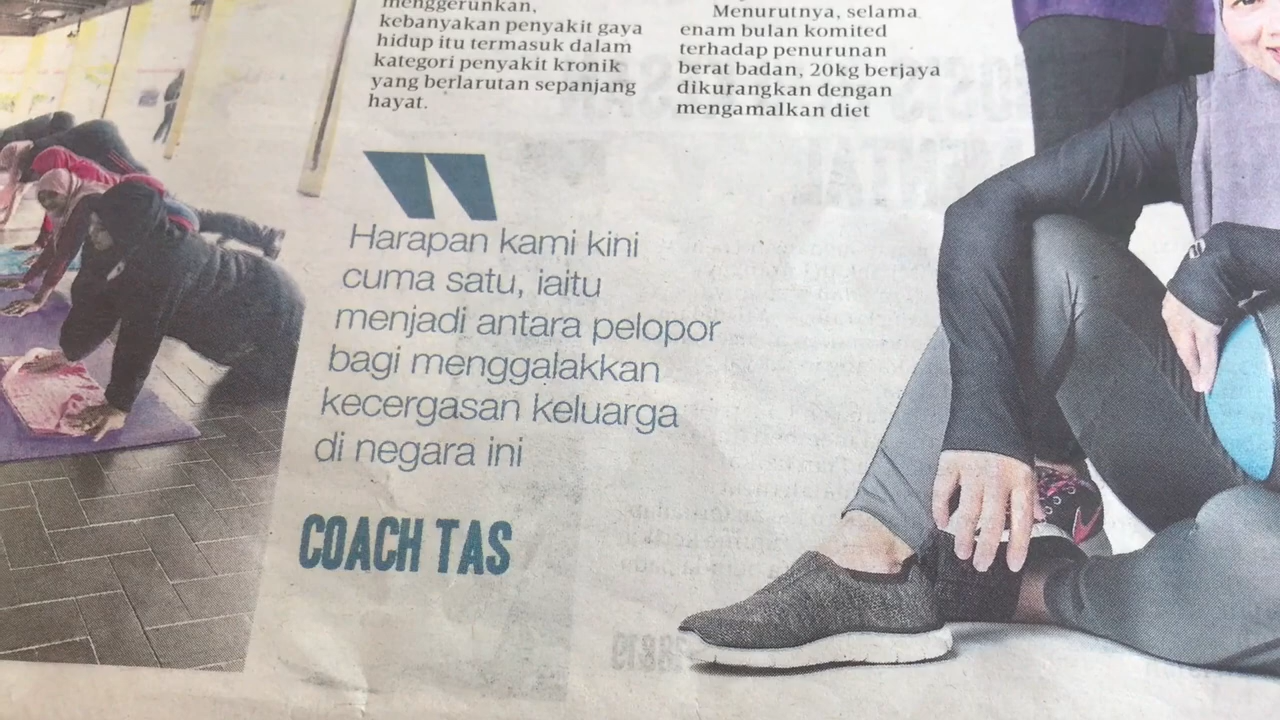 menggerunkan,
kebanyakan penyakit gaya
hidup itu termasuk dalam
kategori penyakit kronik
yang berlarutan sepanjang
hayat.
Menurutnya, selama
enam bulan komited
terhadap penurunan
berat badan, 20kg berjaya
dikurangkan dengan
mengamalkan diet
Harapan kami kini
cuma satu, iaitu
menjadi antara pelopor
bagi menggalakkan
kecergasan keluarga
di negara ini
COACH TAS